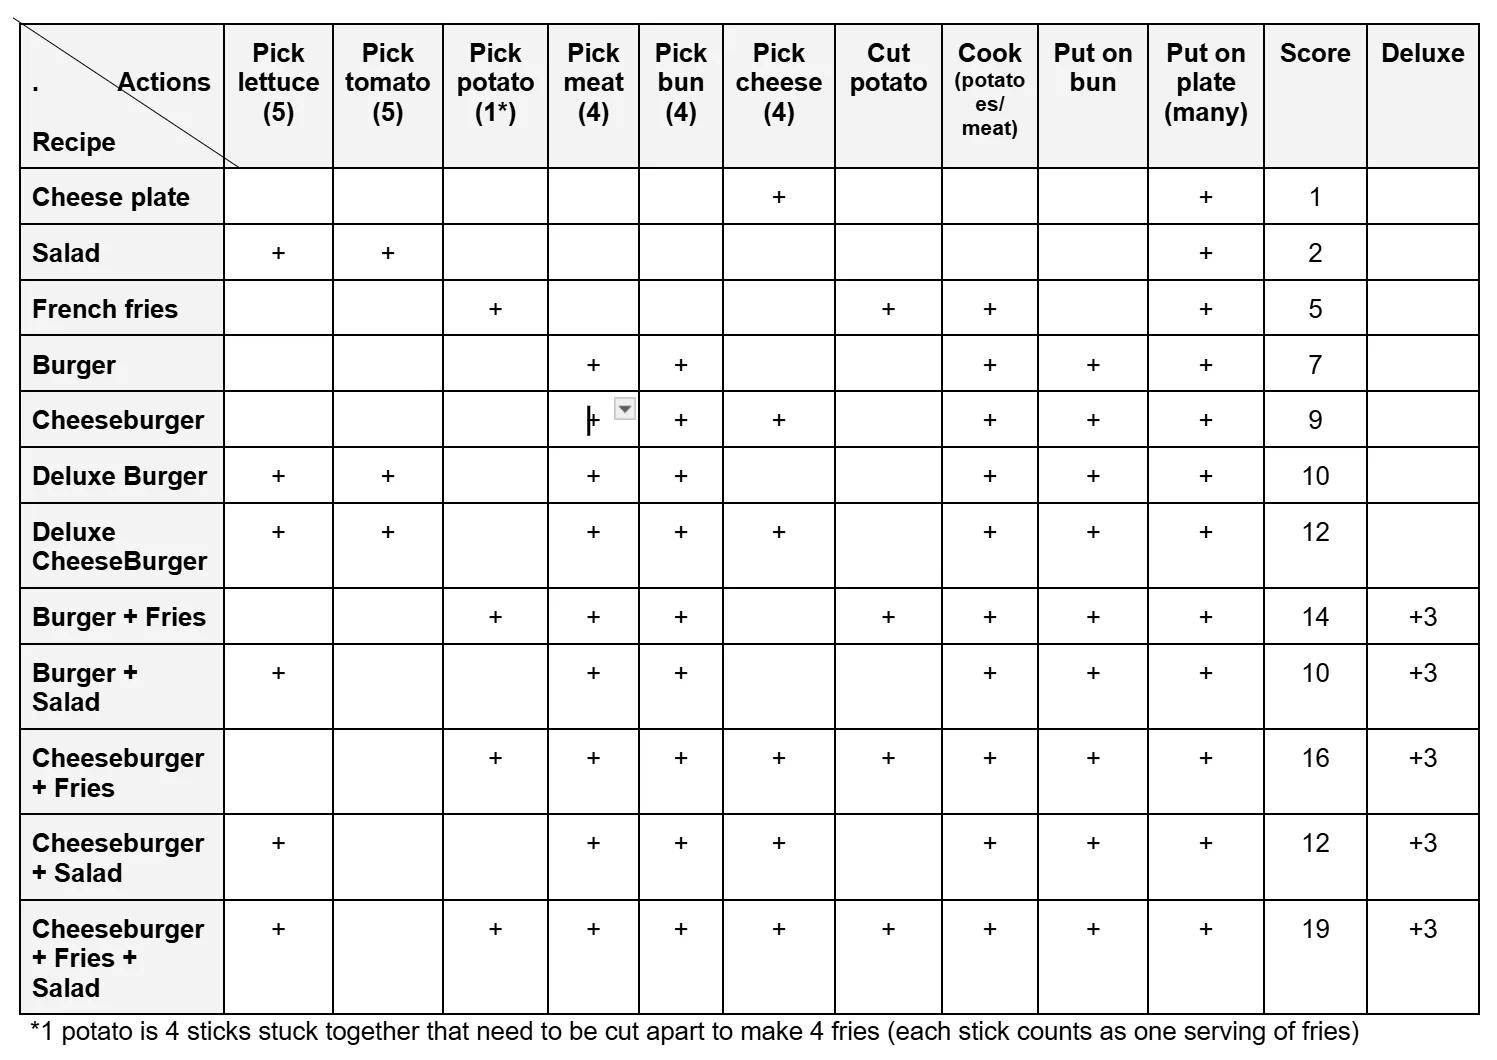 . Actions Recipe Pick lettuce (5) Pick tomato (5) Pick potato (1*) Pick meat (4) Pick bun (4) Pick cheese (4) Cut potato Cook (potato es/ meat) Put on bun Put on plate (many) Score Deluxe
Cheese plate + + 1
Salad + + + 2
French fries + + + + 5
Burger + + + + + 7
Cheeseburger + + + + + + 9
Deluxe Burger + + + + + + + 10
Deluxe CheeseBurger + + + + + + + + 12
Burger + Fries + + + + + + + 14 +3
Burger + Salad + + + + + + 10 +3
Cheeseburger + Fries + + + + + + + + 16 +3
Cheeseburger + Salad + + + + + + + 12 +3
Cheeseburger + Fries + Salad + + + + + + + + + 19 +3
*1 potato is 4 sticks stuck together that need to be cut apart to make 4 fries (each stick counts as one serving of fries)